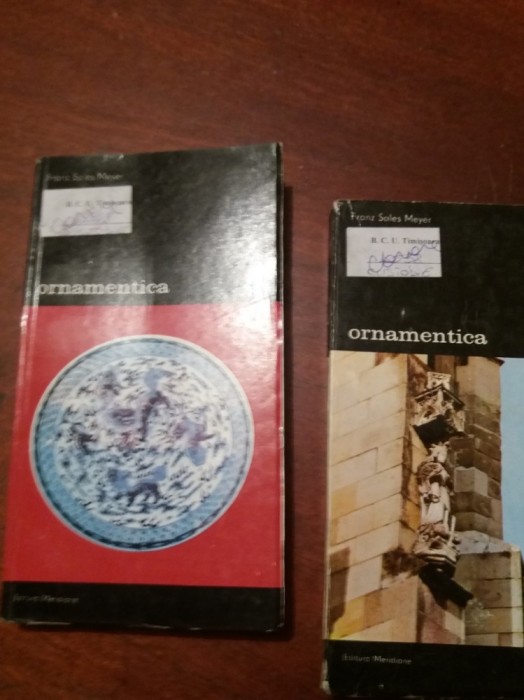 Franz Sales Meyer
B. C. U. Timișoara
ornamentica
Editura Meridiane
Franz Sales Meyer
B. C. U. Timișoara
ornamentica
Editura Meridiane